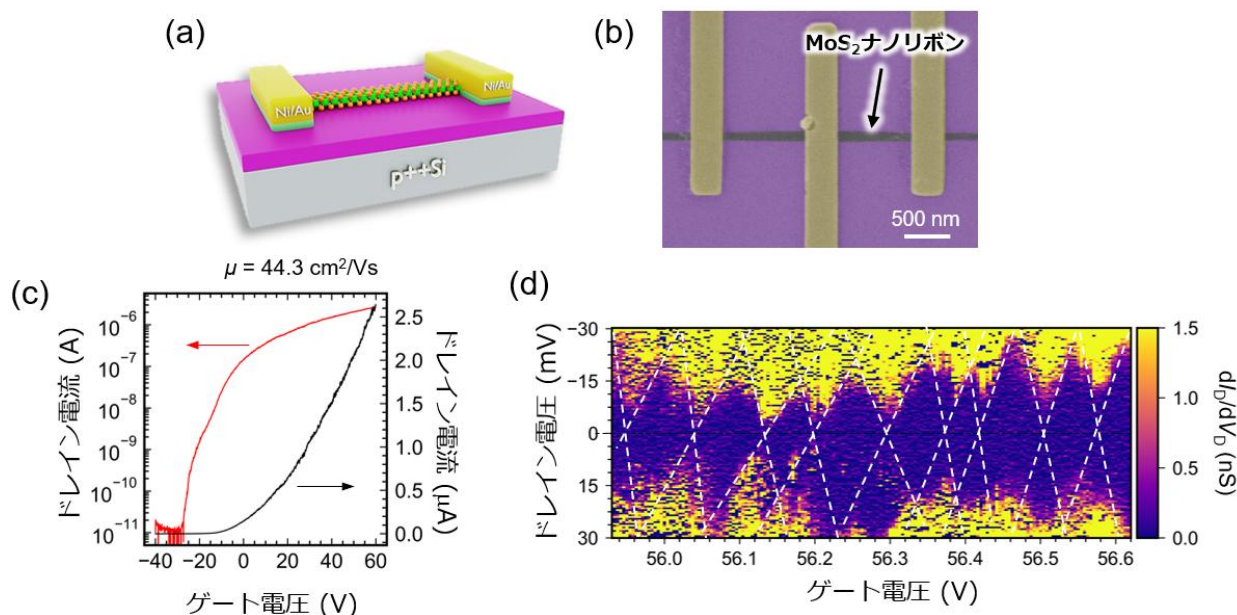 (a)
Ni/Au
Ni/Au
p++Si
(b)
MoS₂ナノリボン
500 nm
(c)
μ = 44.3 cm²/Vs
ドレイン電流 (A)
10⁻⁶
10⁻⁷
10⁻⁸
10⁻⁹
10⁻¹⁰
10⁻¹¹
2.5
2.0
1.5
1.0
0.5
0.0
ドレイン電流 (μA)
−40 −20 0 20 40 60
ゲート電圧 (V)
(d)
ドレイン電圧 (mV)
−30
−15
0
15
30
56.0 56.1 56.2 56.3 56.4 56.5 56.6
ゲート電圧 (V)
1.5
1.0
0.5
0.0
dI_D/dV_D (nS)